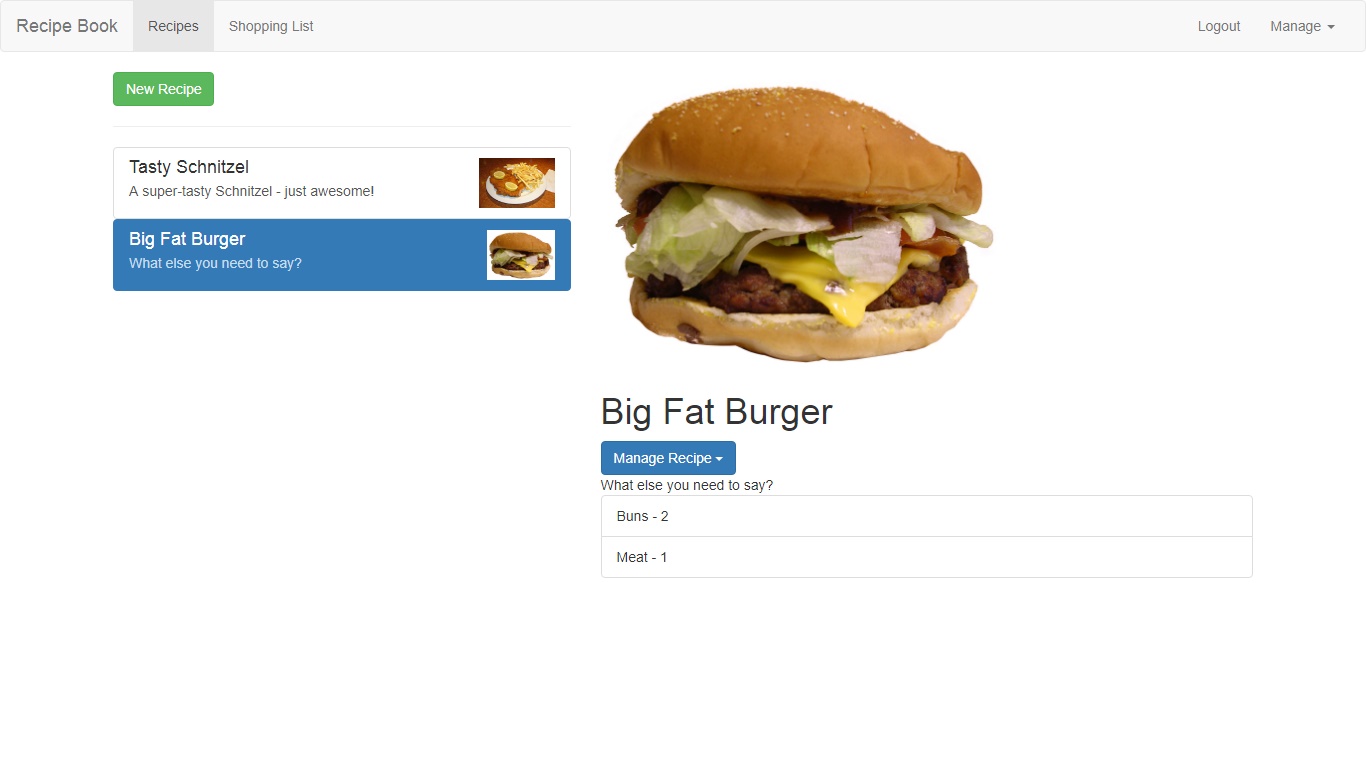 Recipe Book Recipes Shopping List Logout Manage
New Recipe
Tasty Schnitzel
A super-tasty Schnitzel - just awesome!
Big Fat Burger
What else you need to say?
Big Fat Burger
Manage Recipe
What else you need to say?
Buns - 2
Meat - 1